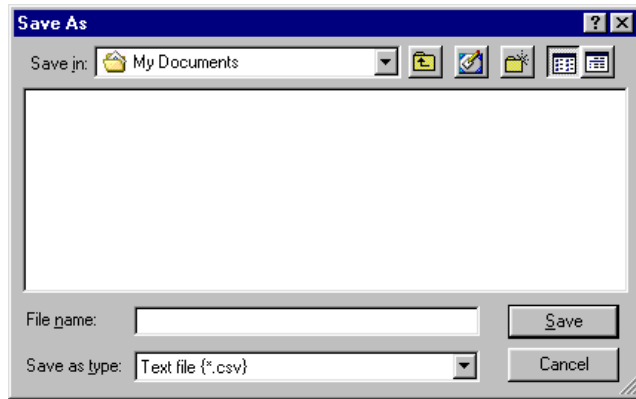 Save As
Save in: My Documents
File name: Save
Save as type: Text file {*.csv} Cancel